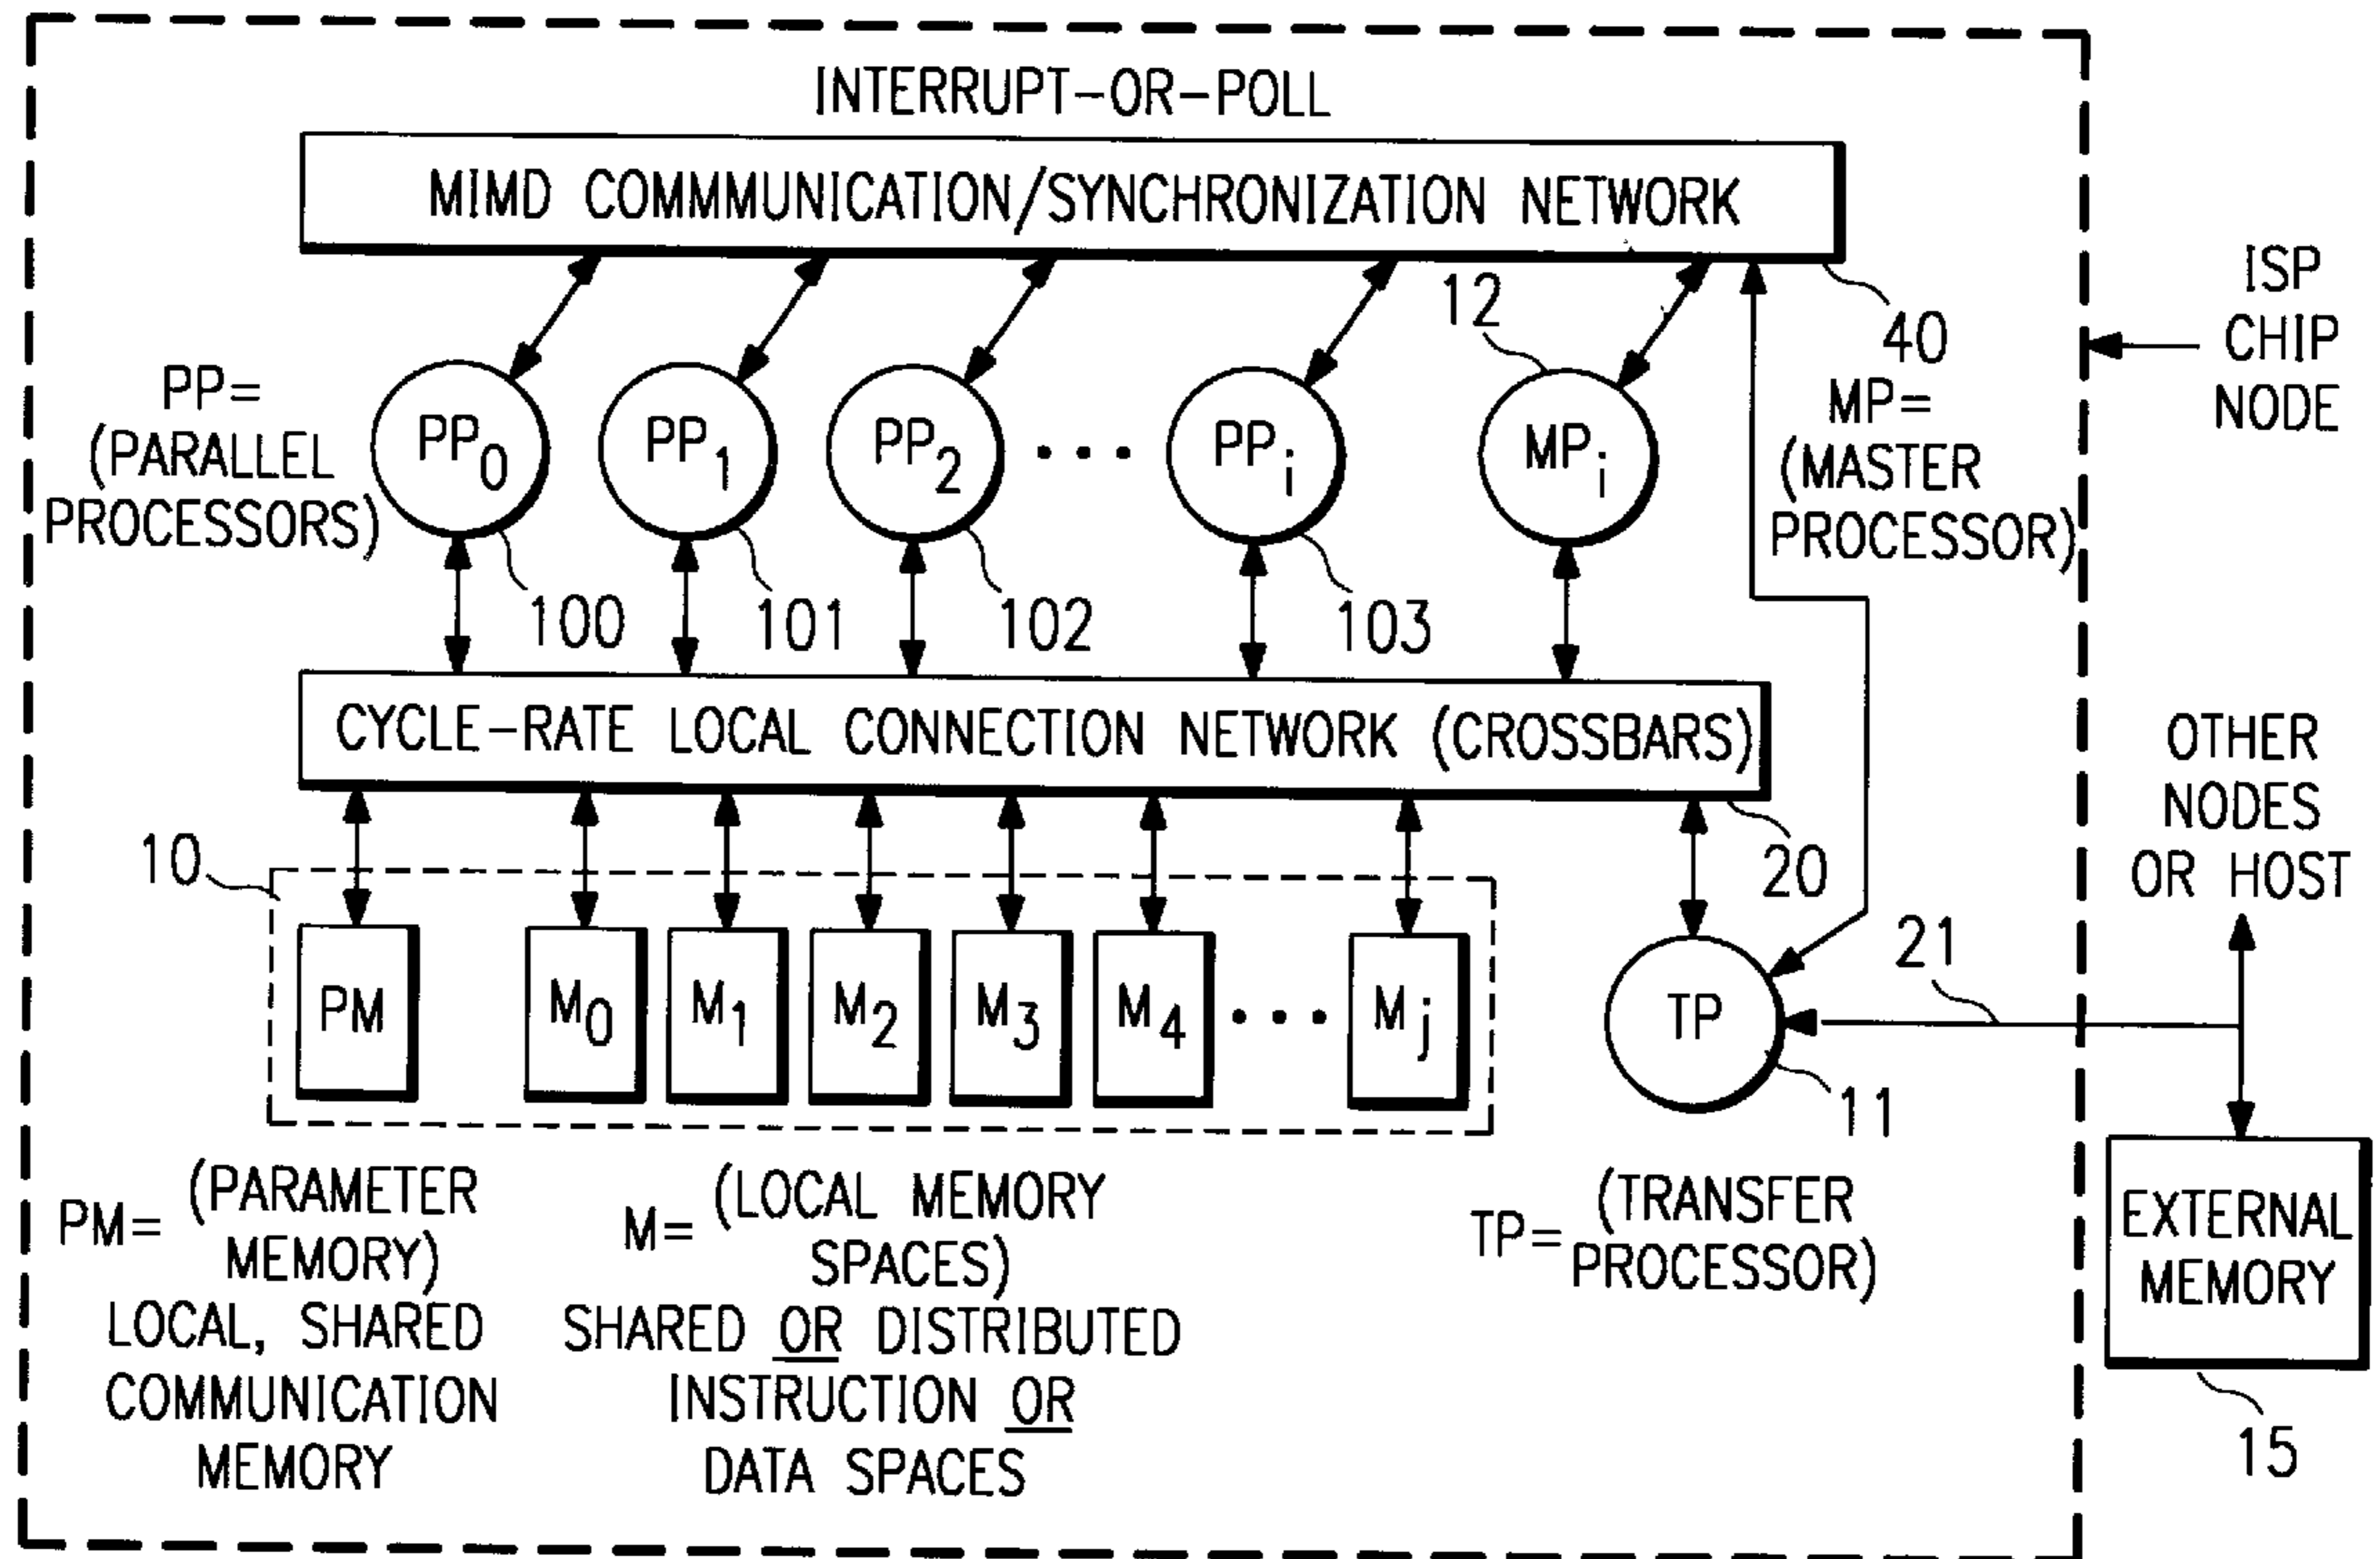 INTERRUPT-OR-POLL
MIMD COMMMUNICATION/SYNCHRONIZATION NETWORK
40
ISP
CHIP
NODE
12
PP=
(PARALLEL
PROCESSORS)
PP0
PP1
PP2
• • •
PPi
MPi
MP=
(MASTER
PROCESSOR)
100
101
102
103
CYCLE-RATE LOCAL CONNECTION NETWORK (CROSSBARS)
20
OTHER
NODES
OR HOST
10
PM
M0
M1
M2
M3
M4
• • •
Mj
TP
21
11
PM= (PARAMETER
MEMORY)
LOCAL, SHARED
COMMUNICATION
MEMORY
M= (LOCAL MEMORY
SPACES)
SHARED OR DISTRIBUTED
INSTRUCTION OR
DATA SPACES
TP= (TRANSFER
PROCESSOR)
EXTERNAL
MEMORY
15